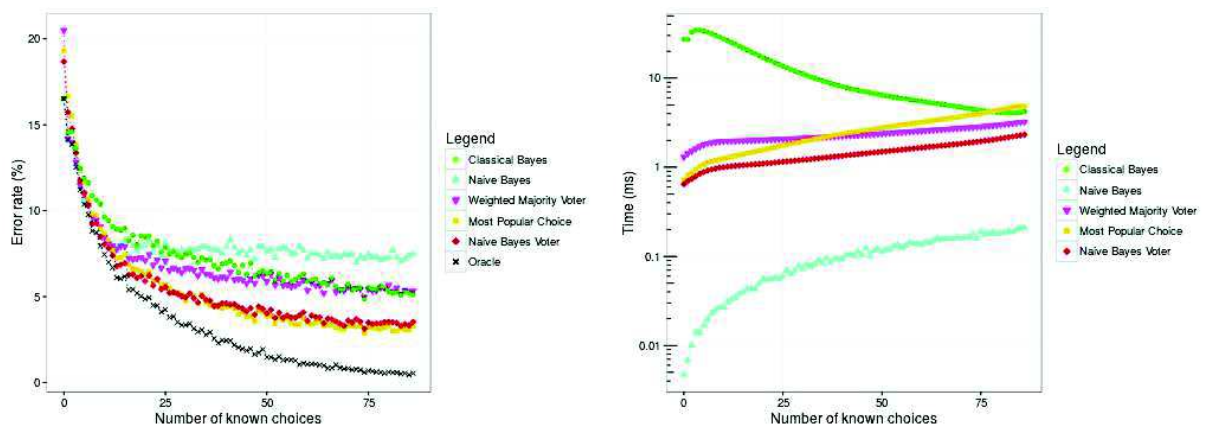 20
15
10
5
0
Error rate (%)
0
25
50
75
Number of known choices
Legend
Classical Bayes
Naive Bayes
Weighted Majority Voter
Most Popular Choice
Naive Bayes Voter
Oracle
10
1
0.1
0.01
Time (ms)
0
25
50
75
Number of known choices
Legend
Classical Bayes
Naive Bayes
Weighted Majority Voter
Most Popular Choice
Naive Bayes Voter